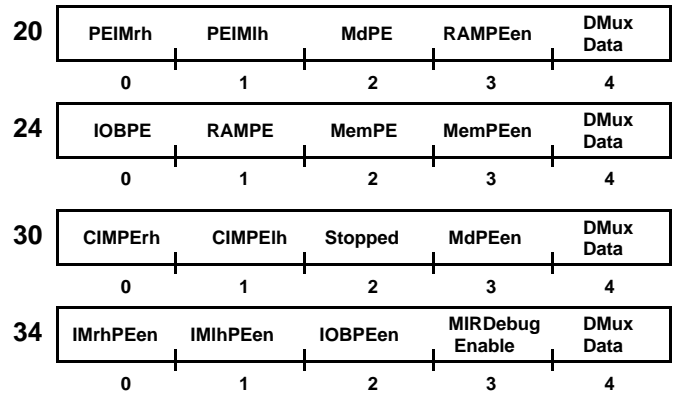 20 PEIMrh PEIMlh MdPE RAMPEen DMux Data
0 1 2 3 4
24 IOBPE RAMPE MemPE MemPEen DMux Data
0 1 2 3 4
30 CIMPErh CIMPElh Stopped MdPEen DMux Data
0 1 2 3 4
34 IMrhPEen IMlhPEen IOBPEen MIRDebug Enable DMux Data
0 1 2 3 4